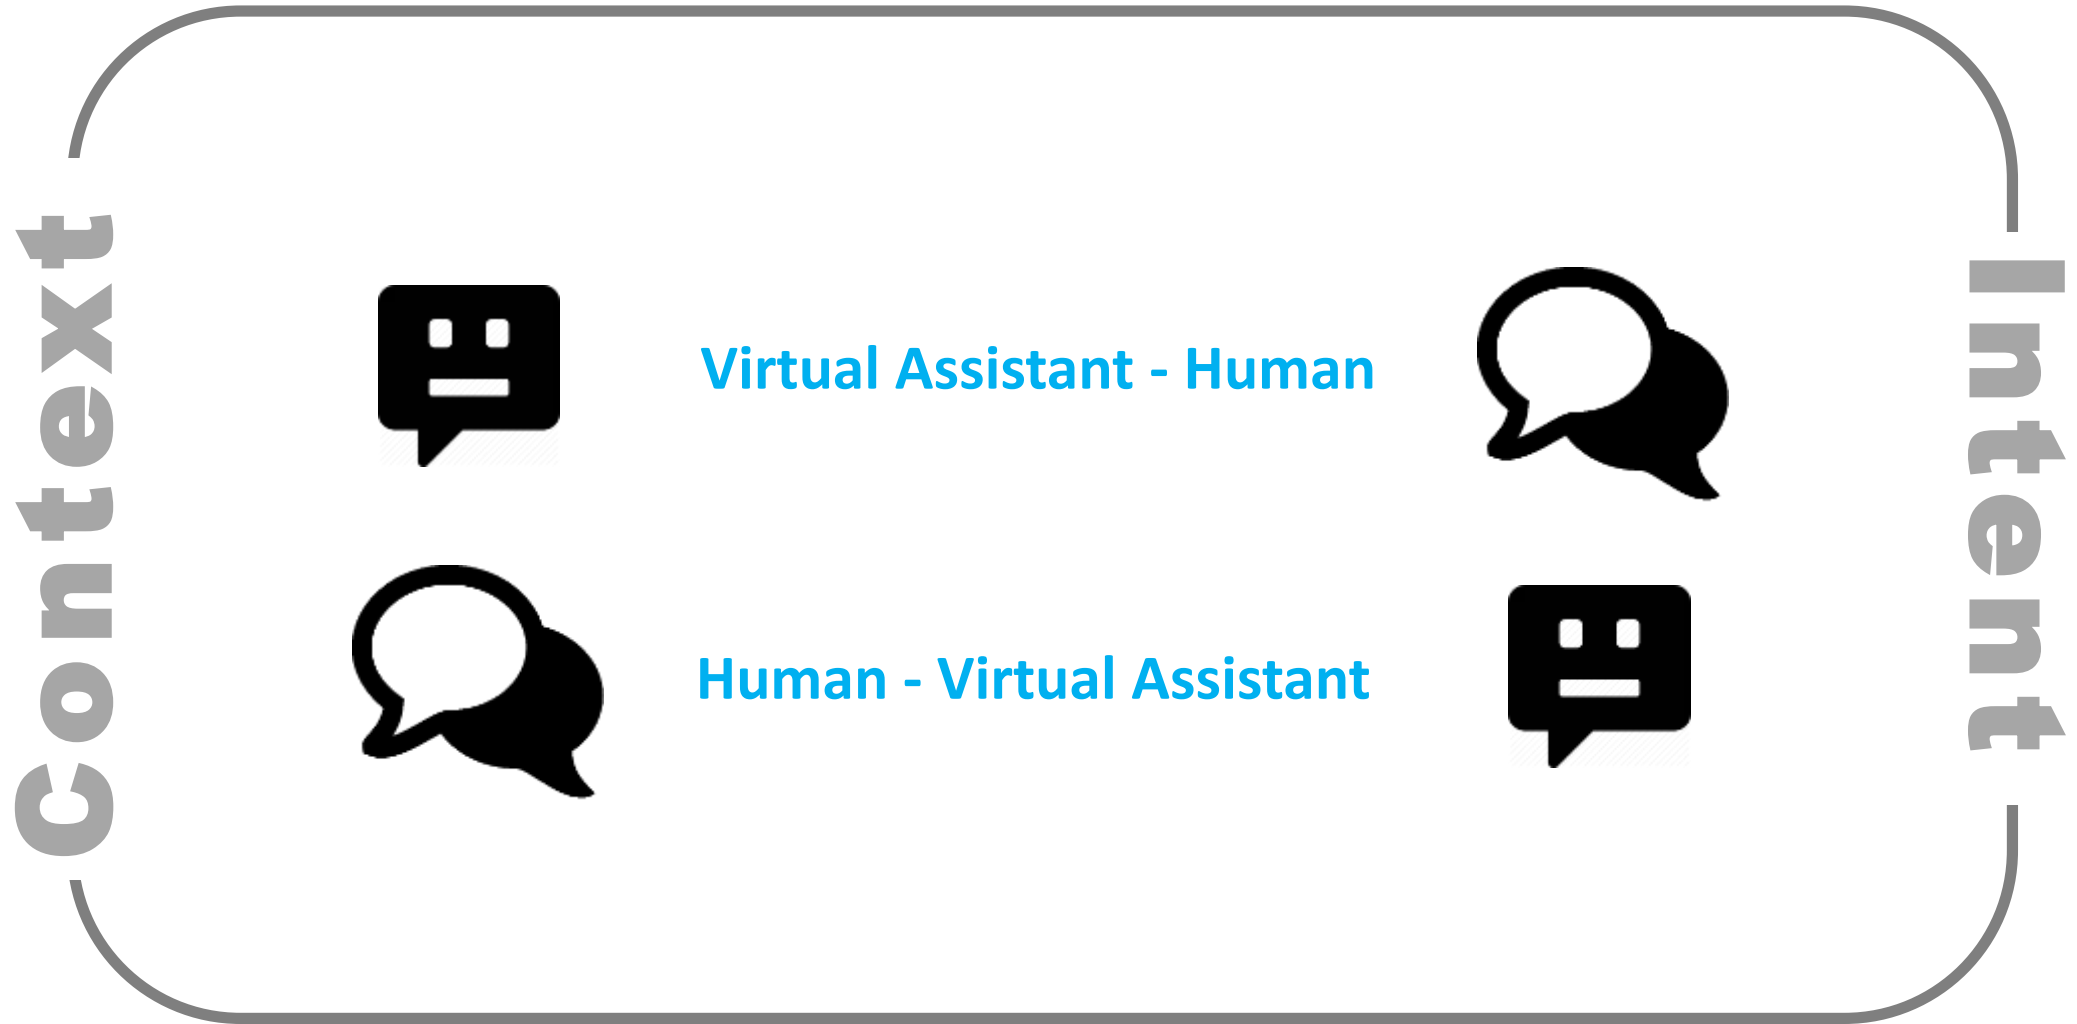 Context
Virtual Assistant - Human
Human - Virtual Assistant
Intent